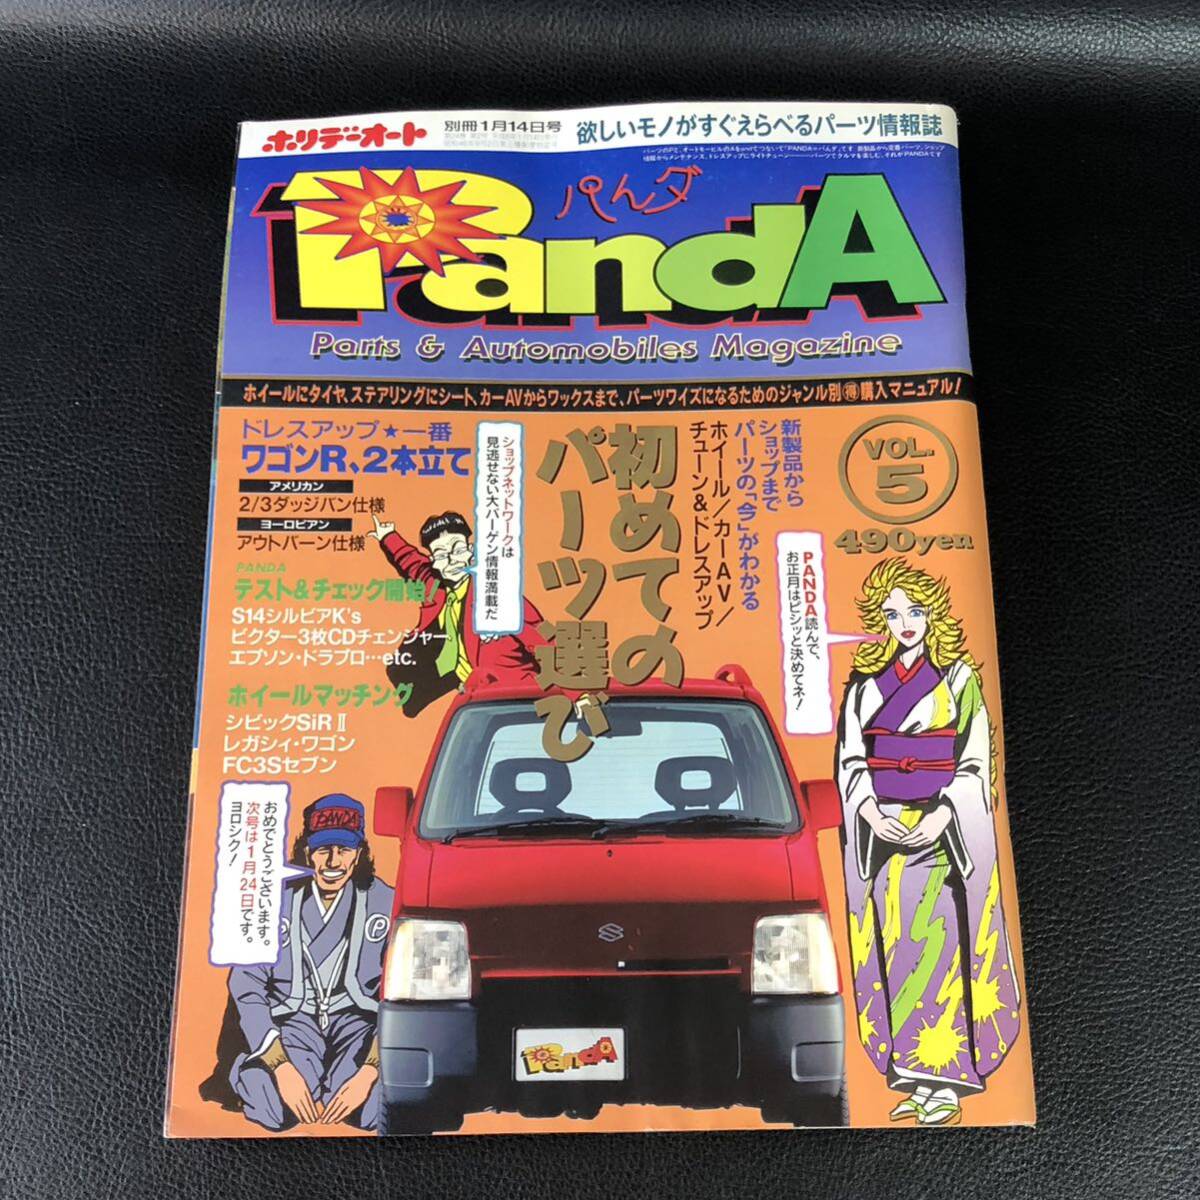 ホリデーオート
別冊1月14日号
欲しいモノがすぐえらべるパーツ情報誌
パんダ
PandA
Parts & Automobiles Magazine
ホイールにタイヤ、ステアリングにシート、カーAVからワックスまで、パーツワイズになるためのジャンル別㊝購入マニュアル!
VOL.
5
490yen
新製品から
ショップまで
パーツの「今」がわかる
ホイール/カーAV/
チューン&ドレスアップ
初めての
パーツ選び
ショップネットワークは
見逃せない大バーゲン情報満載だ
ドレスアップ★一番
ワゴンR、2本立て
アメリカン
2/3ダッジバン仕様
ヨーロピアン
アウトバーン仕様
PANDA
テスト&チェック開始!
S14シルビアK's
ビクター3枚CDチェンジャー
エプソン・ドラプロ…etc.
ホイールマッチング
シビックSiRⅡ
レガシィ・ワゴン
FC3Sセブン
PANDA読んで、
お正月はビシッと決めてネ!
おめでとうございます。
次号は1月24日です。
ヨロシク!
PANDA
P
PandA